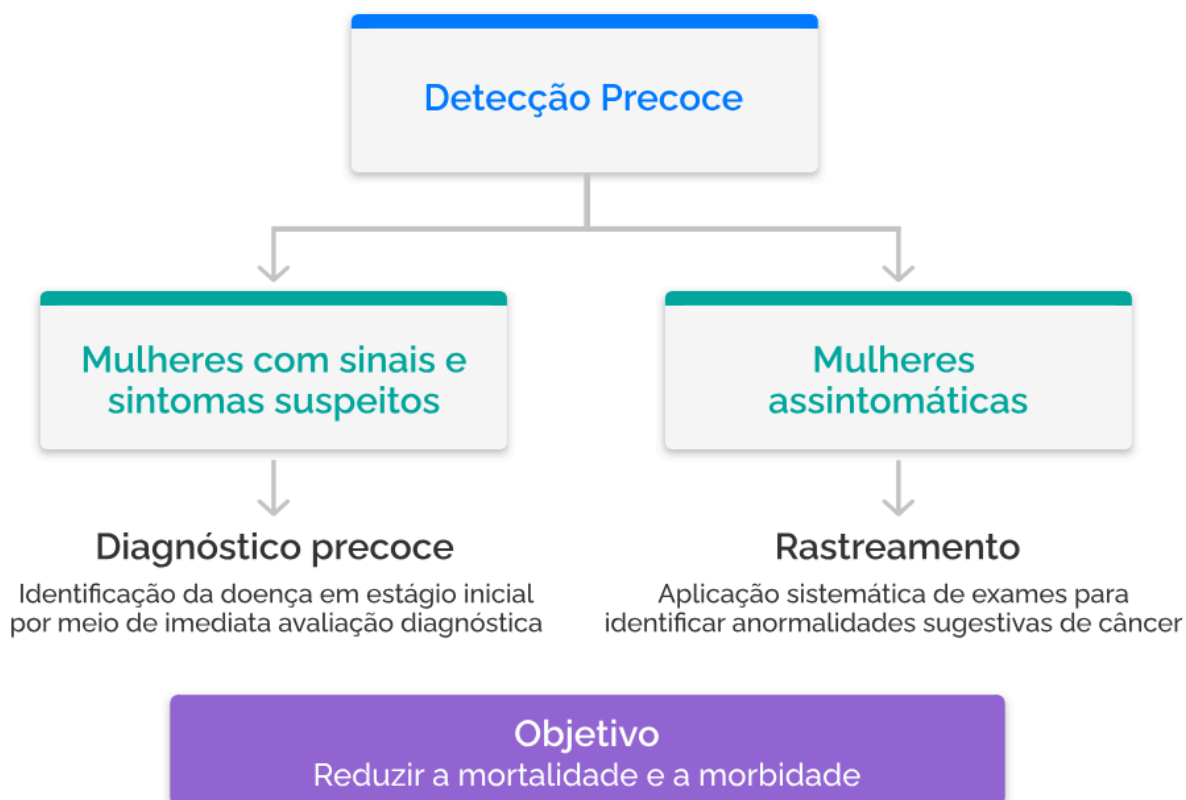 Detecção Precoce
Mulheres com sinais e
sintomas suspeitos
Diagnóstico precoce
Identificação da doença em estágio inicial
por meio de imediata avaliação diagnóstica
Mulheres
assintomáticas
Rastreamento
Aplicação sistemática de exames para
identificar anormalidades sugestivas de câncer
Objetivo
Reduzir a mortalidade e a morbidade